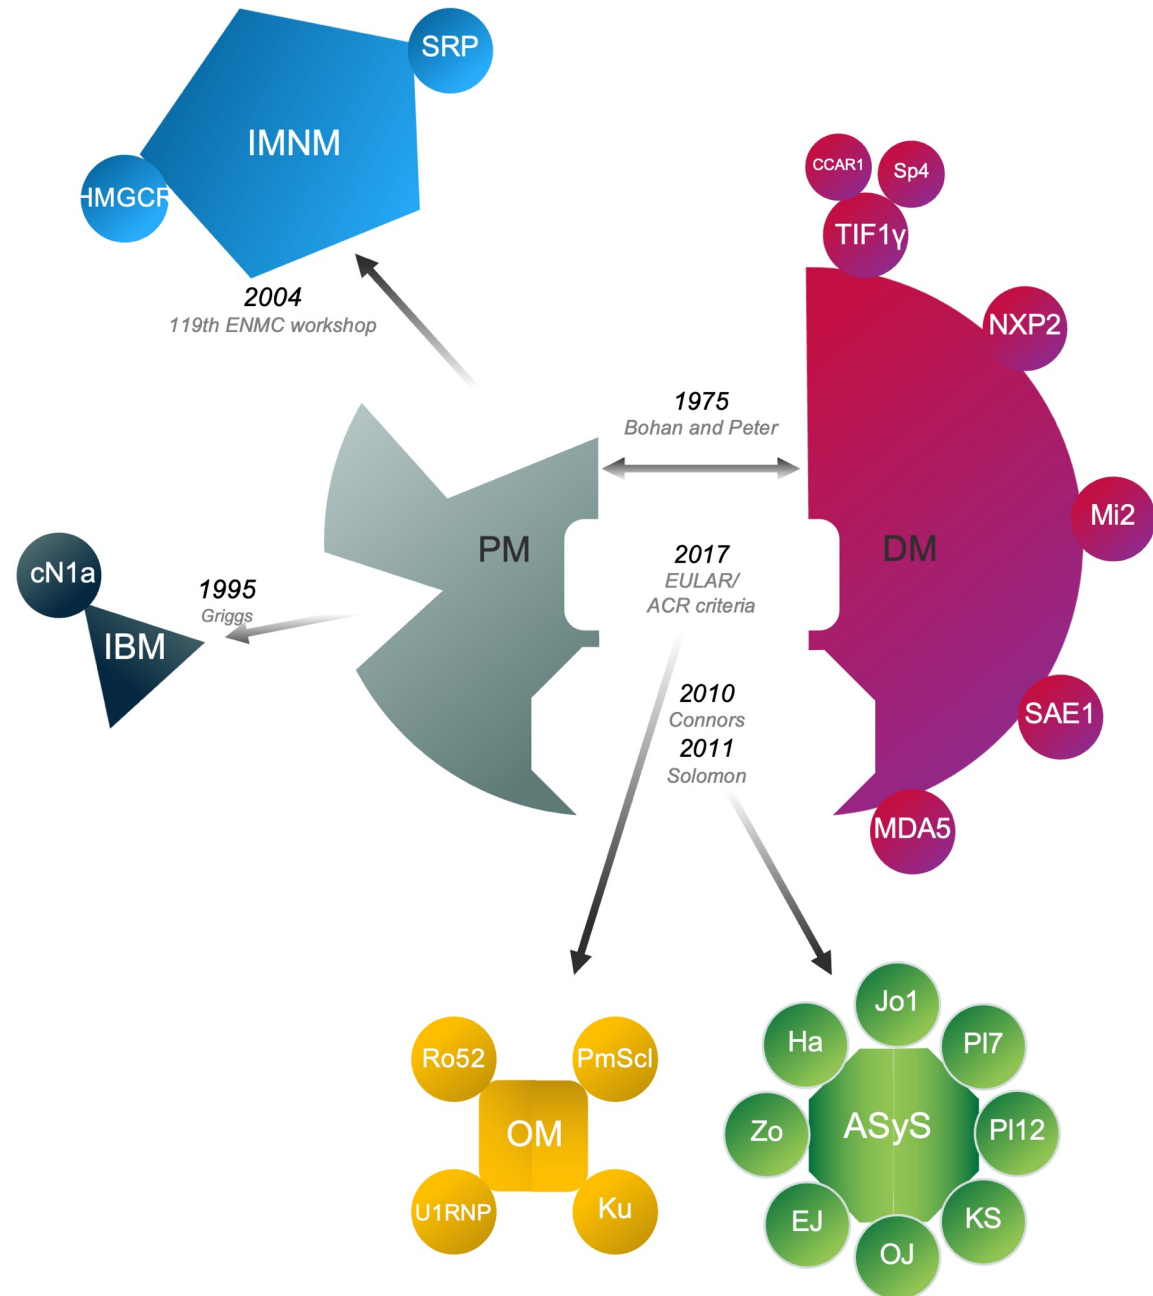 SRP
IMNM
HMGCR
CCAR1
Sp4
TIF1γ
2004
119th ENMC workshop
NXP2
1975
Bohan and Peter
Mi2
PM
DM
2017
EULAR/
ACR criteria
cN1a
1995
Griggs
IBM
2010
Connors
2011
Solomon
SAE1
MDA5
Jo1
Ha
Pl7
Ro52
PmScl
Zo
ASyS
Pl12
OM
U1RNP
Ku
EJ
KS
OJ